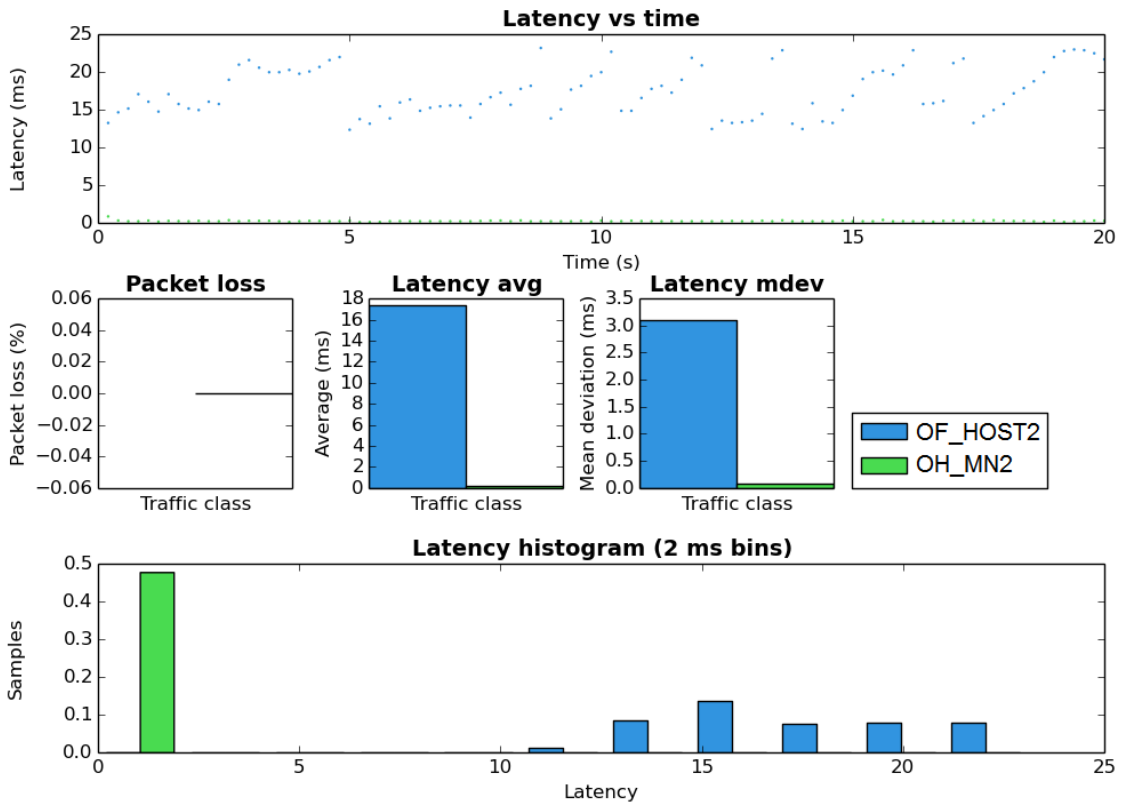 Latency vs time
Latency (ms)
25
20
15
10
5
0
0
5
10
15
20
Time (s)
Packet loss
Packet loss (%)
0.06
0.04
0.02
0.00
−0.02
−0.04
−0.06
Traffic class
Latency avg
Average (ms)
18
16
14
12
10
8
6
4
2
0
Traffic class
Latency mdev
Mean deviation (ms)
3.5
3.0
2.5
2.0
1.5
1.0
0.5
0.0
Traffic class
OF_HOST2
OH_MN2
Latency histogram (2 ms bins)
Samples
0.5
0.4
0.3
0.2
0.1
0.0
0
5
10
15
20
25
Latency